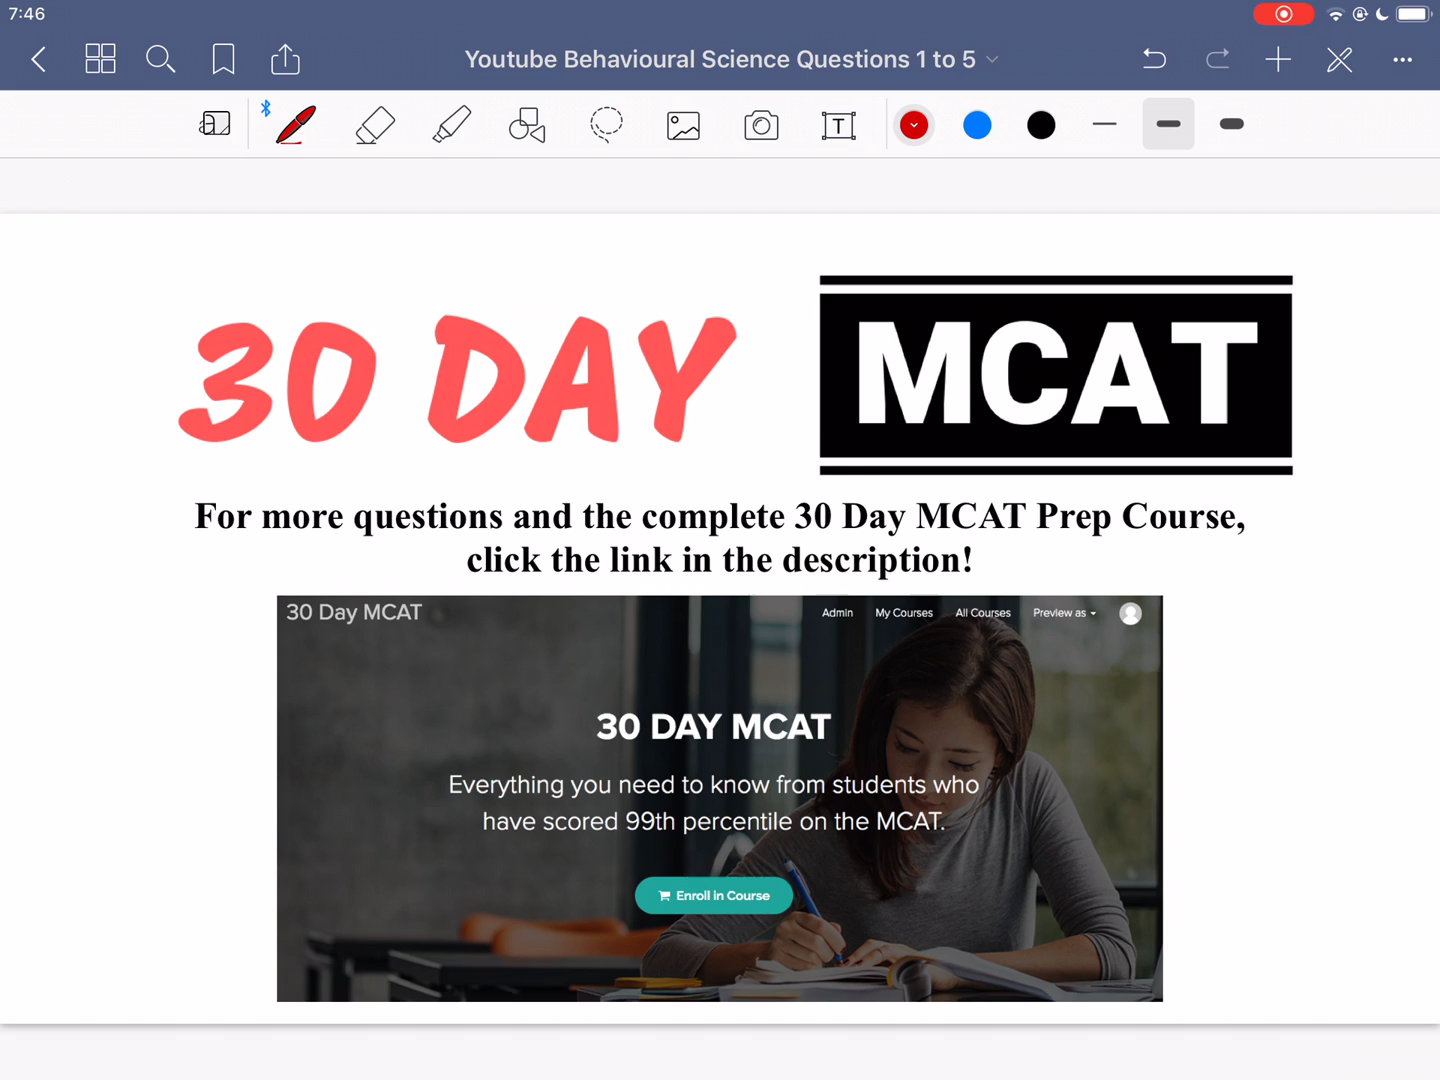 7:46
Youtube Behavioural Science Questions 1 to 5
T
30 DAY MCAT
For more questions and the complete 30 Day MCAT Prep Course,
click the link in the description!
30 Day MCAT Admin My Courses All Courses Preview as
30 DAY MCAT
Everything you need to know from students who
have scored 99th percentile on the MCAT.
Enroll in Course